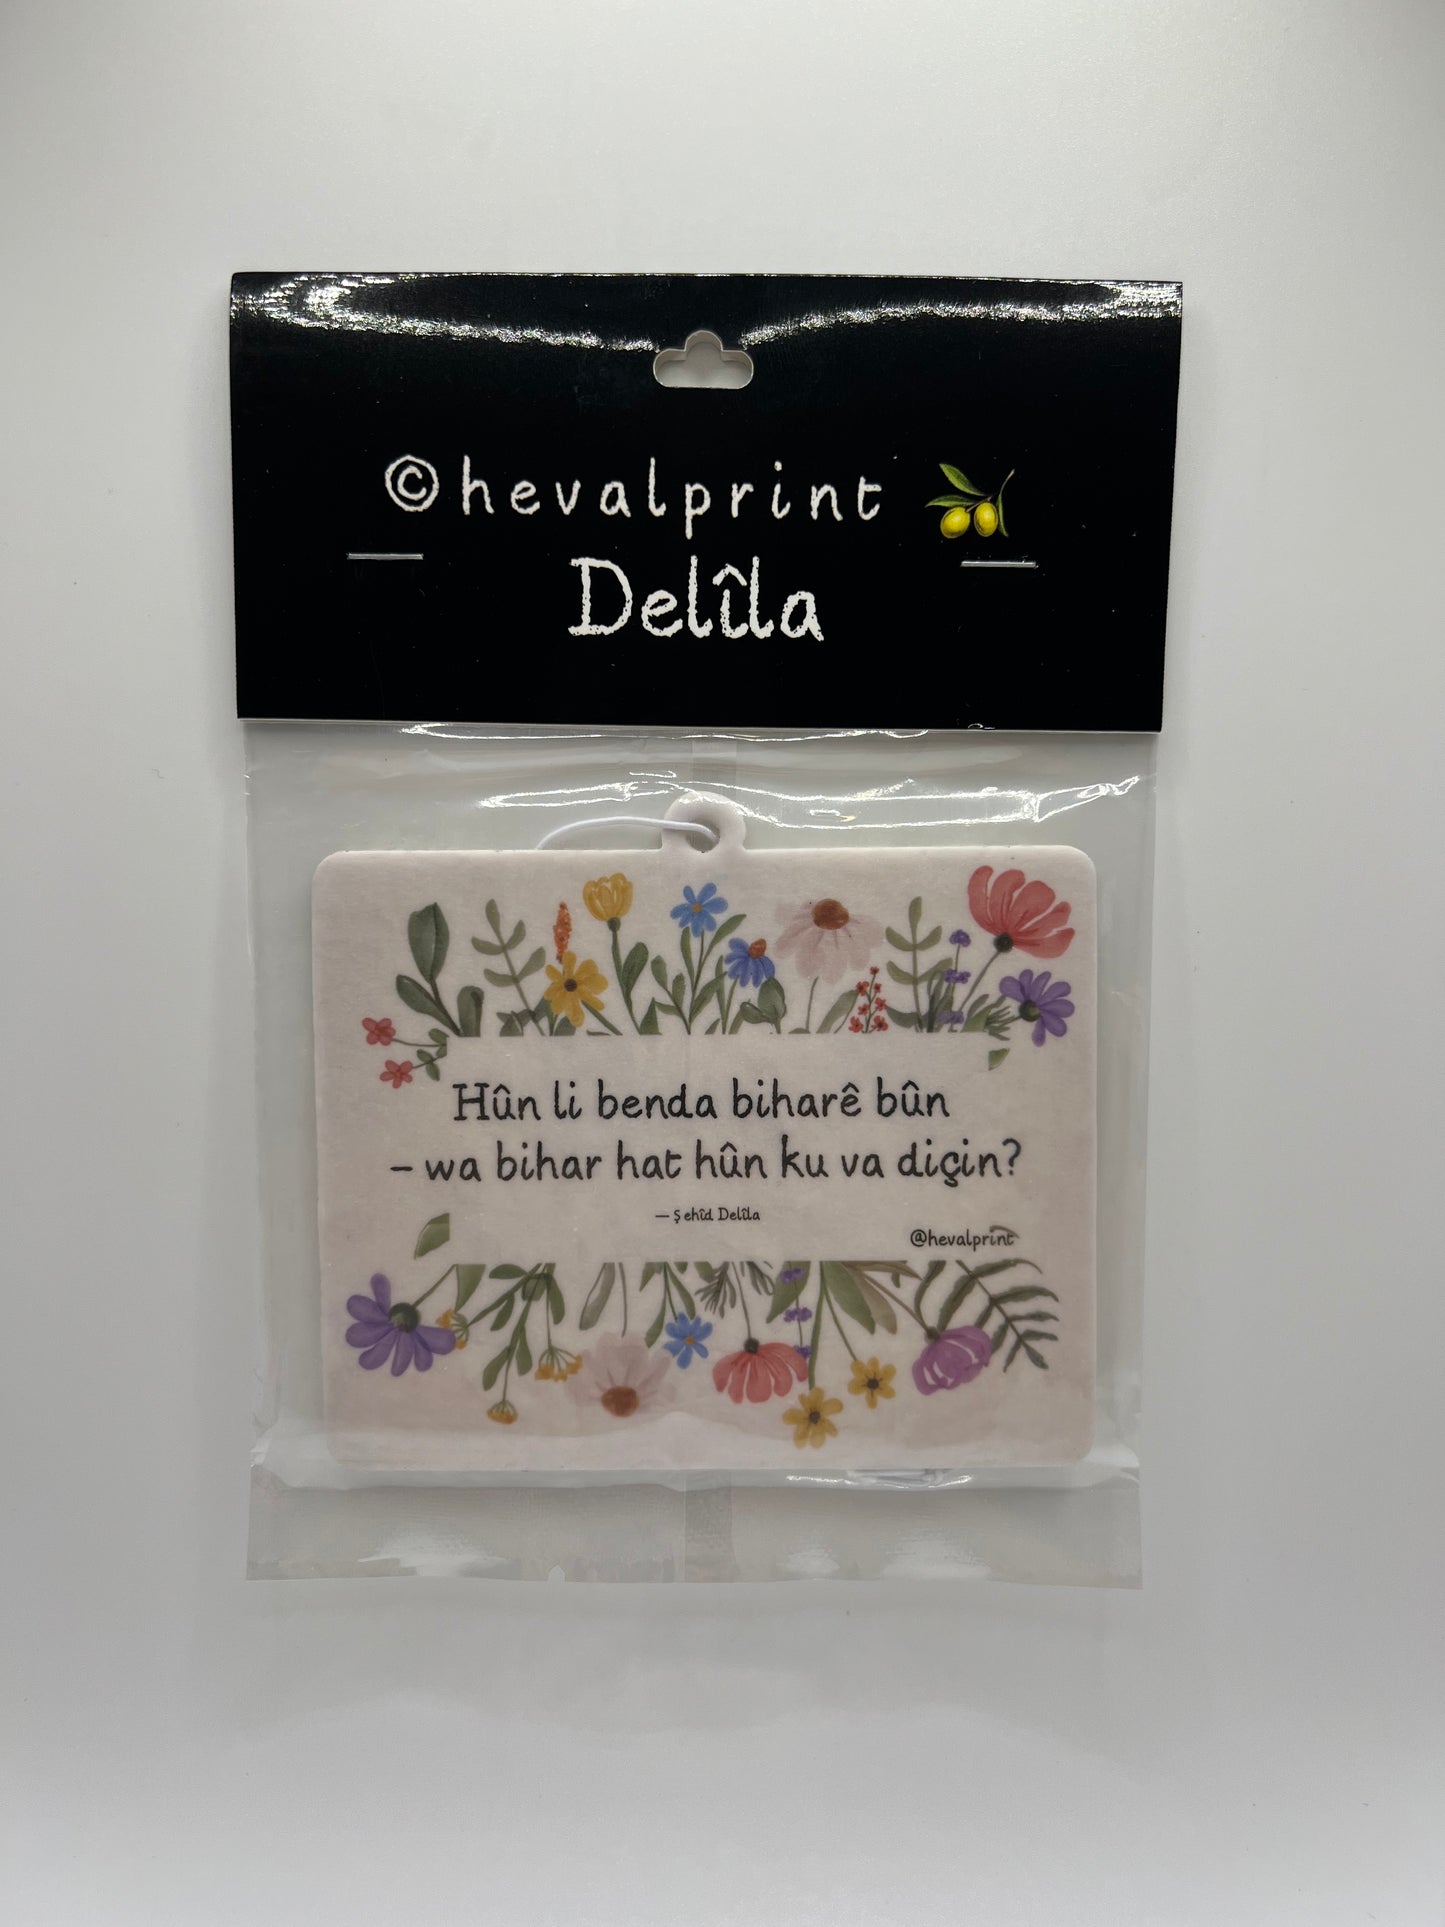 ©hevalprint
Delîla
Hûn li benda biharê bûn
– wa bihar hat hûn ku va diçin?
— Şehîd Delîla
@hevalprint